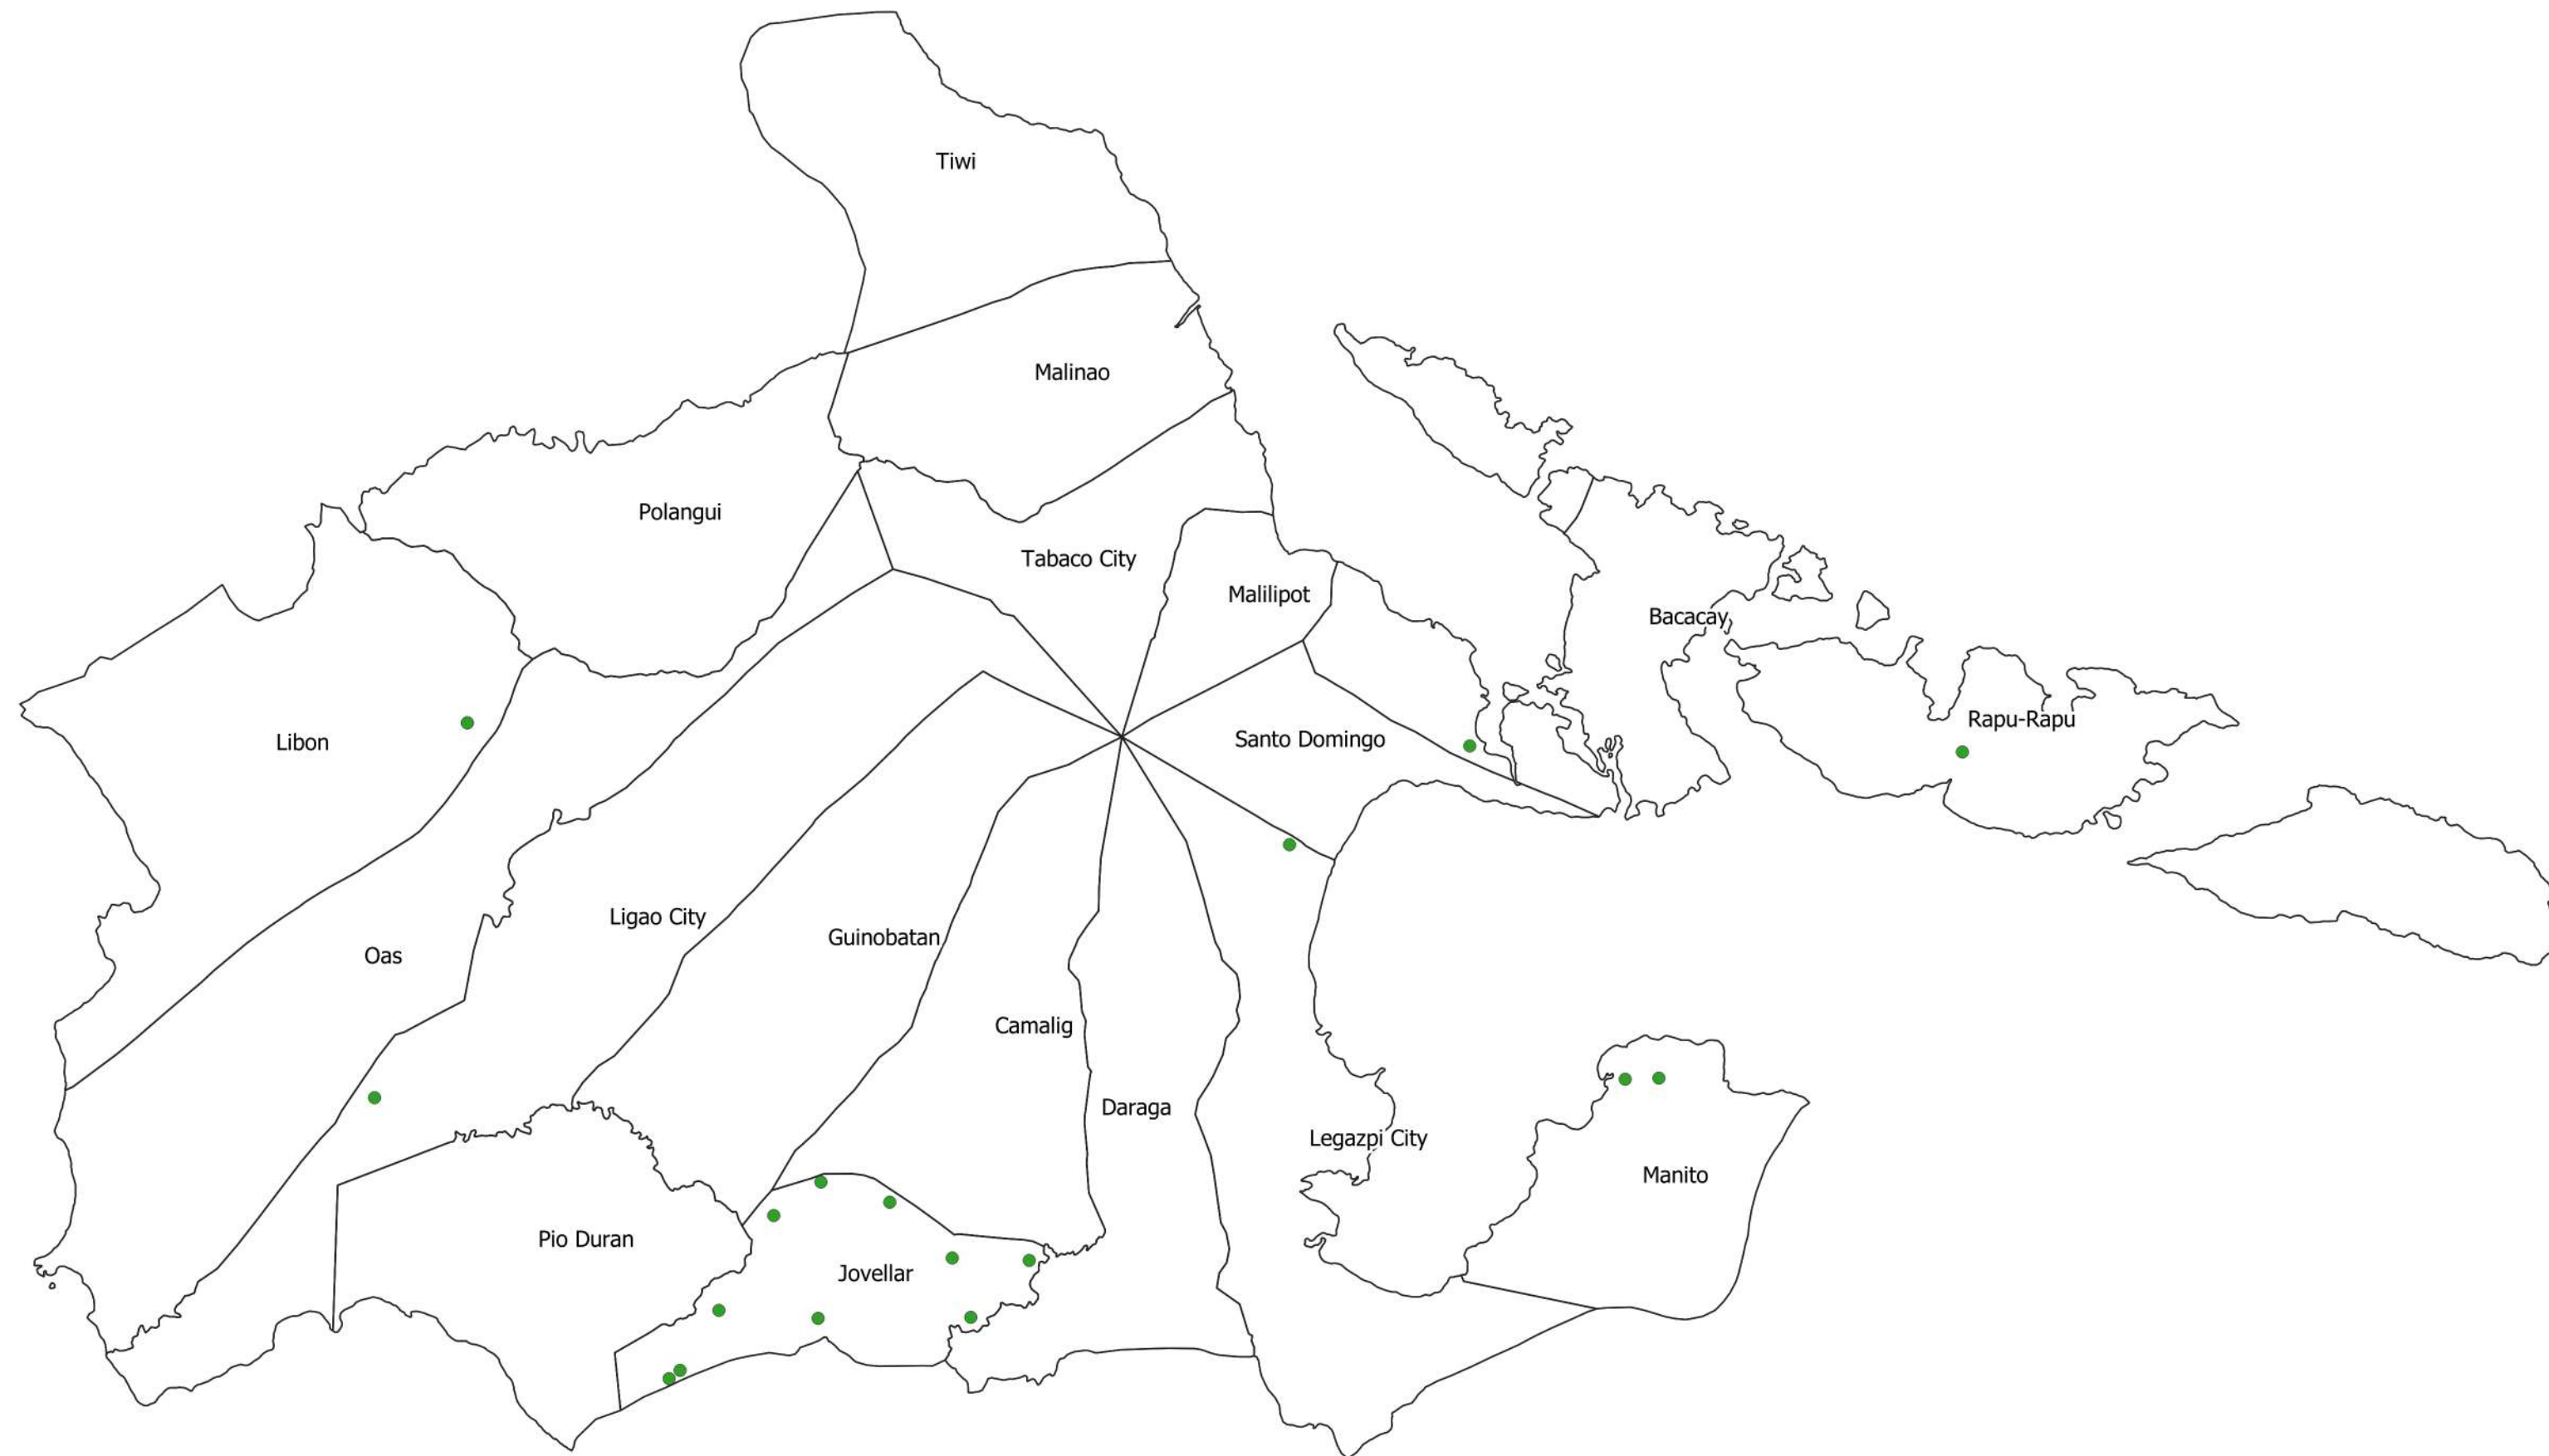 Tiwi
Malinao
Polangui
Tabaco City
Malilipot
Bacacay
Rapu-Rapu
Libon
Santo Domingo
Ligao City
Guinobatan
Oas
Camalig
Daraga
Legazpi City
Manito
Pio Duran
Jovellar